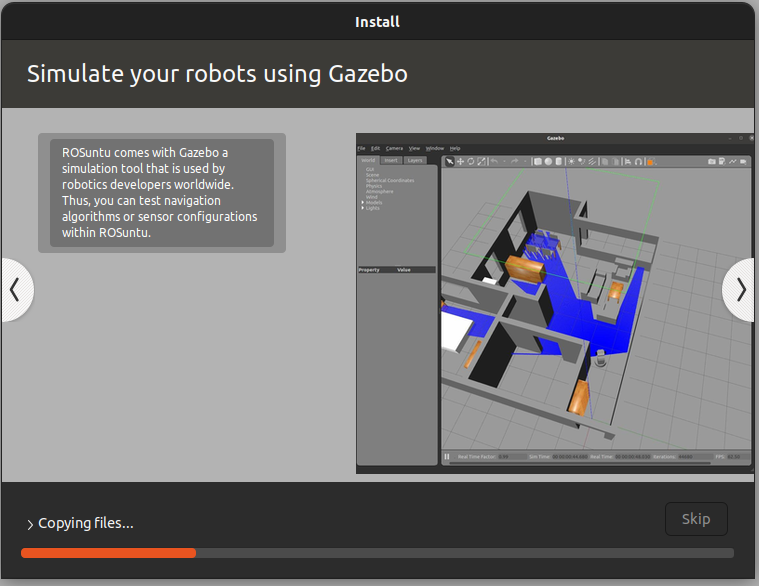 Install
Simulate your robots using Gazebo
ROSuntu comes with Gazebo a
simulation tool that is used by
robotics developers worldwide.
Thus, you can test navigation
algorithms or sensor configurations
within ROSuntu.
Gazebo
File Edit Camera View Window Help
World Insert Layers
GUI
Scene
Spherical Coordinates
Physics
Atmosphere
Wind
Models
Lights
Property Value
Real Time Factor: Sim Time: Real Time: Iterations: FPS:
Copying files...
Skip